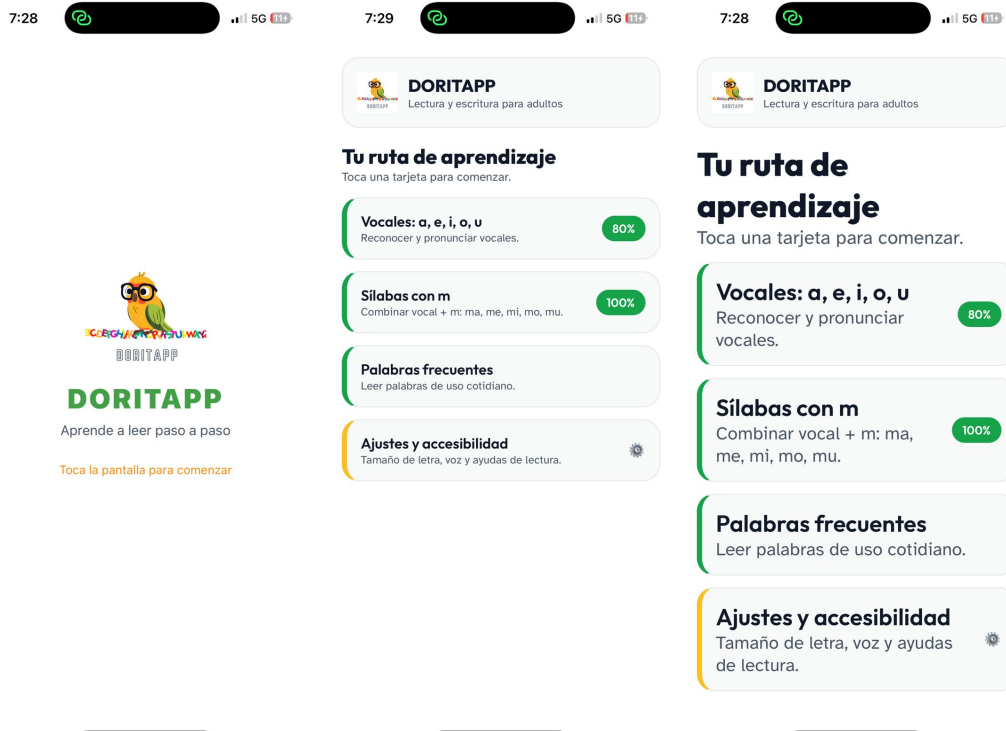 7:28
5G
11+
DORITAPP
DORITAPP
Aprende a leer paso a paso
Toca la pantalla para comenzar
7:29
5G
11+
DORITAPP
DORITAPP
Lectura y escritura para adultos
Tu ruta de aprendizaje
Toca una tarjeta para comenzar.
Vocales: a, e, i, o, u
Reconocer y pronunciar vocales.
80%
Sílabas con m
Combinar vocal + m: ma, me, mi, mo, mu.
100%
Palabras frecuentes
Leer palabras de uso cotidiano.
Ajustes y accesibilidad
Tamaño de letra, voz y ayudas de lectura.
7:28
5G
11+
DORITAPP
DORITAPP
Lectura y escritura para adultos
Tu ruta de
aprendizaje
Toca una tarjeta para comenzar.
Vocales: a, e, i, o, u
Reconocer y pronunciar
vocales.
80%
Sílabas con m
Combinar vocal + m: ma,
me, mi, mo, mu.
100%
Palabras frecuentes
Leer palabras de uso cotidiano.
Ajustes y accesibilidad
Tamaño de letra, voz y ayudas
de lectura.